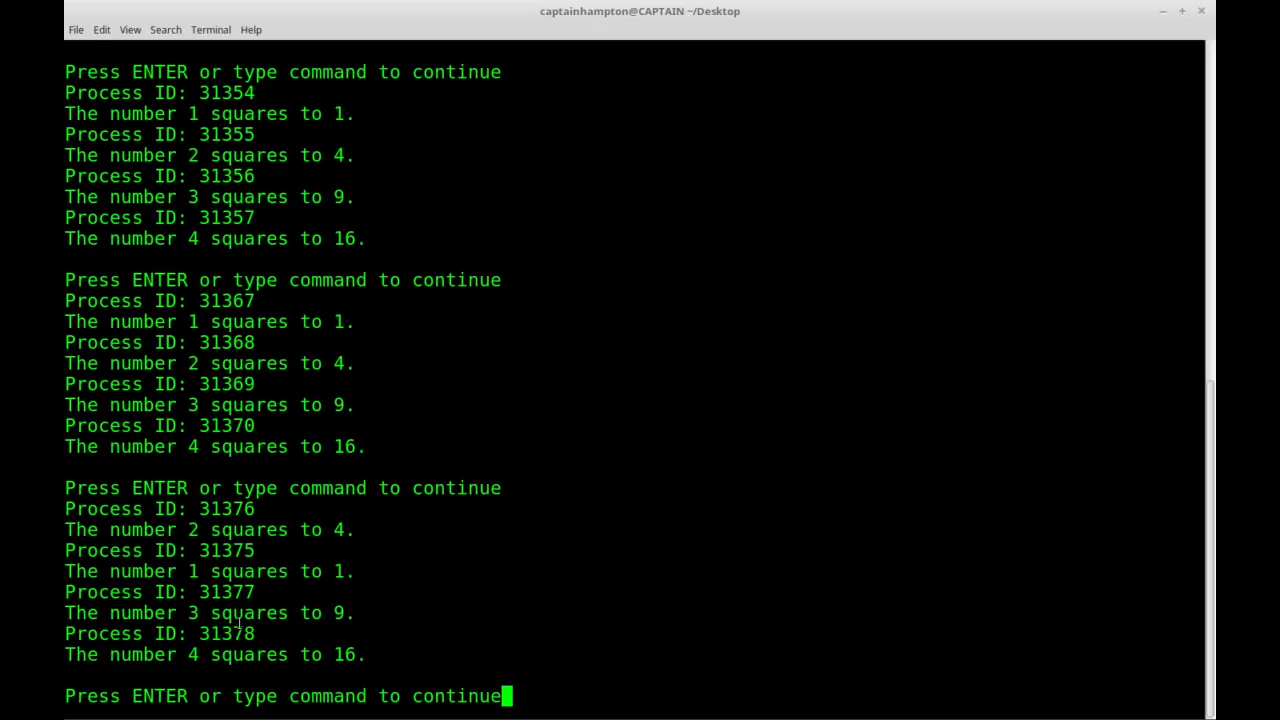 captainhampton@CAPTAIN ~/Desktop
File Edit View Search Terminal Help
Press ENTER or type command to continue
Process ID: 31354
The number 1 squares to 1.
Process ID: 31355
The number 2 squares to 4.
Process ID: 31356
The number 3 squares to 9.
Process ID: 31357
The number 4 squares to 16.
Press ENTER or type command to continue
Process ID: 31367
The number 1 squares to 1.
Process ID: 31368
The number 2 squares to 4.
Process ID: 31369
The number 3 squares to 9.
Process ID: 31370
The number 4 squares to 16.
Press ENTER or type command to continue
Process ID: 31376
The number 2 squares to 4.
Process ID: 31375
The number 1 squares to 1.
Process ID: 31377
The number 3 squares to 9.
Process ID: 31378
The number 4 squares to 16.
Press ENTER or type command to continue